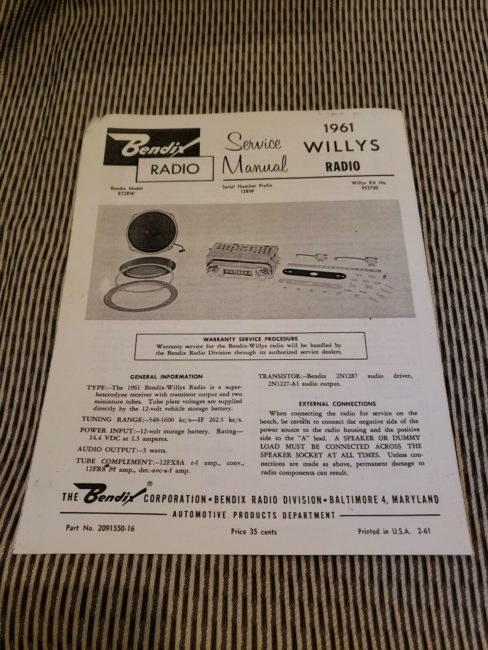 Bendix
RADIO
Service
Manual
1961
WILLYS
RADIO
Bendix Model
R12BW
Serial Number Prefix
12BW
Willys Kit No.
955720
WARRANTY SERVICE PROCEDURE
Warranty service for the Bendix-Willys radio will be handled by
the Bendix Radio Division through its authorized service dealers.
GENERAL INFORMATION
TYPE:—The 1961 Bendix-Willys Radio is a super-
heterodyne receiver with transistor output and two
miniature tubes. Tube plate voltages are supplied
directly by the 12-volt vehicle storage battery.
TUNING RANGE:—540-1600 kc/s—IF 262.5 kc/s.
POWER INPUT:—12-volt storage battery. Rating—
14.4 VDC at 1.5 amperes.
AUDIO OUTPUT:—3 watts.
TUBE COMPLEMENT:—12FX8A r-f amp., conv.,
12FR8 i-f amp., det.-avc-a-f amp.
TRANSISTOR:—Bendix 2N1287 audio driver,
2N1227-A1 audio output.
EXTERNAL CONNECTIONS
When connecting the radio for service on the
bench, be certain to connect the negative side of the
power source to the radio housing and the positive
side to the "A" lead. A SPEAKER OR DUMMY
LOAD MUST BE CONNECTED ACROSS THE
SPEAKER SOCKET AT ALL TIMES. Unless con-
nections are made as above, permanent damage to
radio components can result.
THE Bendix® CORPORATION • BENDIX RADIO DIVISION • BALTIMORE 4, MARYLAND
AUTOMOTIVE PRODUCTS DEPARTMENT
Part No. 2091550-16
Price 35 cents
Printed in U.S.A. 2-61